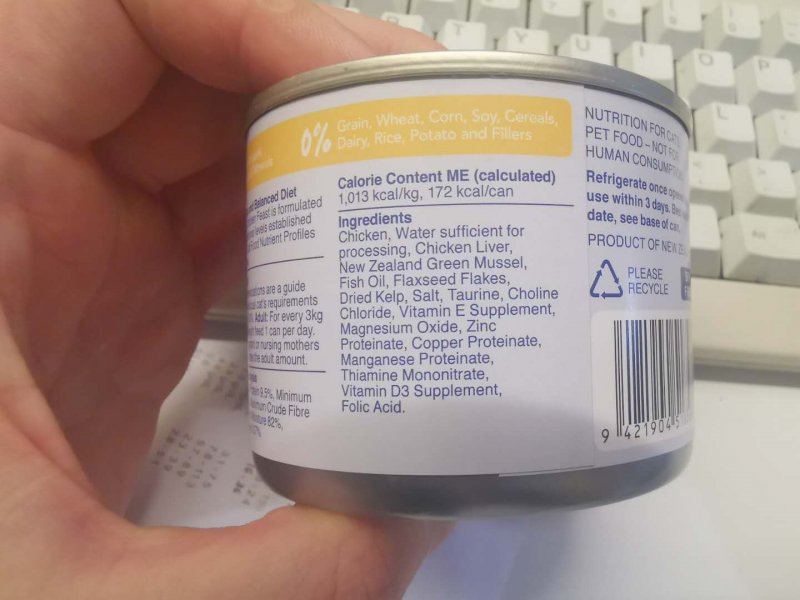 0% Grain, Wheat, Corn, Soy, Cereals,
Dairy, Rice, Potato and Fillers
Balanced Diet
Feast is formulated
levels established
Food Nutrient Profiles
are a guide
cat's requirements
Adult: For every 3kg
feed 1 can per day.
or nursing mothers
the adult amount.
9.5%, Minimum
Crude Fibre
82%,
Calorie Content ME (calculated)
1,013 kcal/kg, 172 kcal/can
Ingredients
Chicken, Water sufficient for
processing, Chicken Liver,
New Zealand Green Mussel,
Fish Oil, Flaxseed Flakes,
Dried Kelp, Salt, Taurine, Choline
Chloride, Vitamin E Supplement,
Magnesium Oxide, Zinc
Proteinate, Copper Proteinate,
Manganese Proteinate,
Thiamine Mononitrate,
Vitamin D3 Supplement,
Folic Acid.
NUTRITION FOR CATS
PET FOOD – NOT FOR
HUMAN
Refrigerate once
use within 3 days. Best
date, see base of can.
PRODUCT OF NEW
PLEASE
RECYCLE
9 421904
T Y U I O P
L